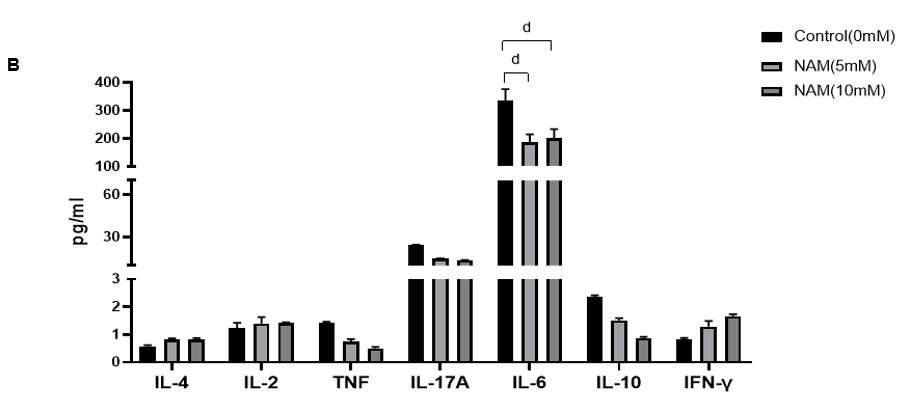 B
d
d
Control(0mM)
NAM(5mM)
NAM(10mM)
pg/ml
400
300
200
100
60
30
3
2
1
0
IL-4 IL-2 TNF IL-17A IL-6 IL-10 IFN-γ